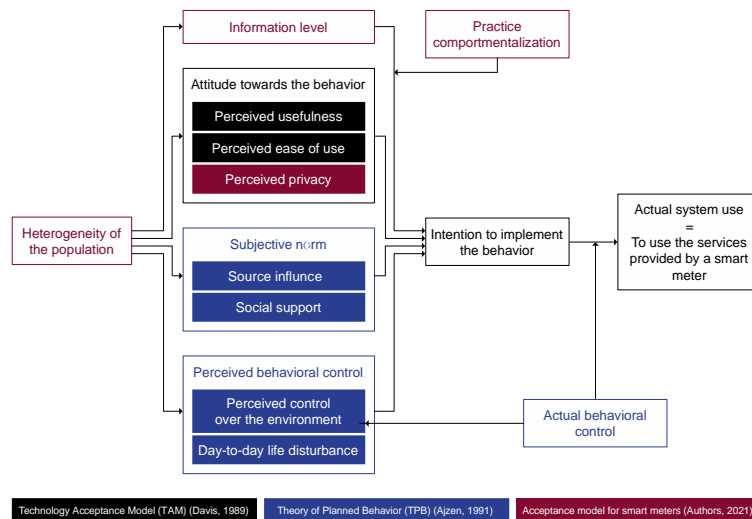 Information level
Practice
comportmentalization
Attitude towards the behavior
Perceived usefulness
Perceived ease of use
Perceived privacy
Heterogeneity of
the population
Subjective norm
Source influnce
Social support
Intention to implement
the behavior
Actual system use
=
To use the services
provided by a smart
meter
Perceived behavioral control
Perceived control
over the environment
Day-to-day life disturbance
Actual behavioral
control
Technology Acceptance Model (TAM) (Davis, 1989)
Theory of Planned Behavior (TPB) (Ajzen, 1991)
Acceptance model for smart meters (Authors, 2021)